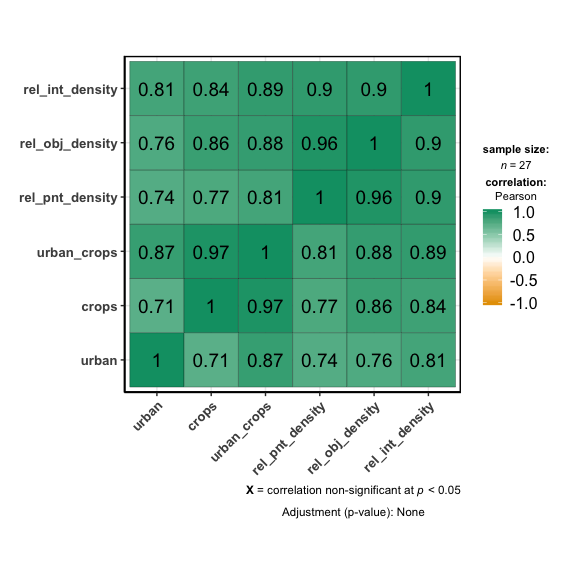 rel_int_density 0.81 0.84 0.89 0.9 0.9 1
rel_obj_density 0.76 0.86 0.88 0.96 1 0.9
rel_pnt_density 0.74 0.77 0.81 1 0.96 0.9
urban_crops 0.87 0.97 1 0.81 0.88 0.89
crops 0.71 1 0.97 0.77 0.86 0.84
urban 1 0.71 0.87 0.74 0.76 0.81
urban
crops
urban_crops
rel_pnt_density
rel_obj_density
rel_int_density
sample size:
n = 27
correlation:
Pearson
1.0
0.5
0.0
-0.5
-1.0
X = correlation non-significant at p < 0.05
Adjustment (p-value): None